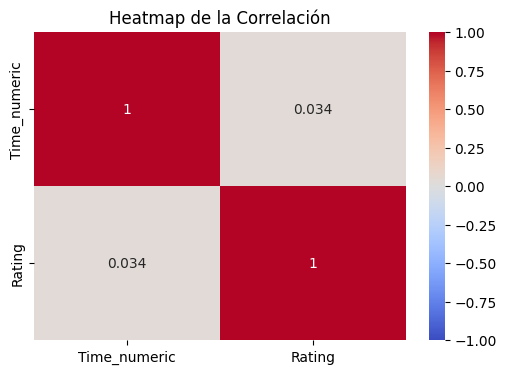 Heatmap de la Correlación
Time_numeric
Rating
1
0.034
0.034
1
Time_numeric
Rating
1.00
0.75
0.50
0.25
0.00
−0.25
−0.50
−0.75
−1.00